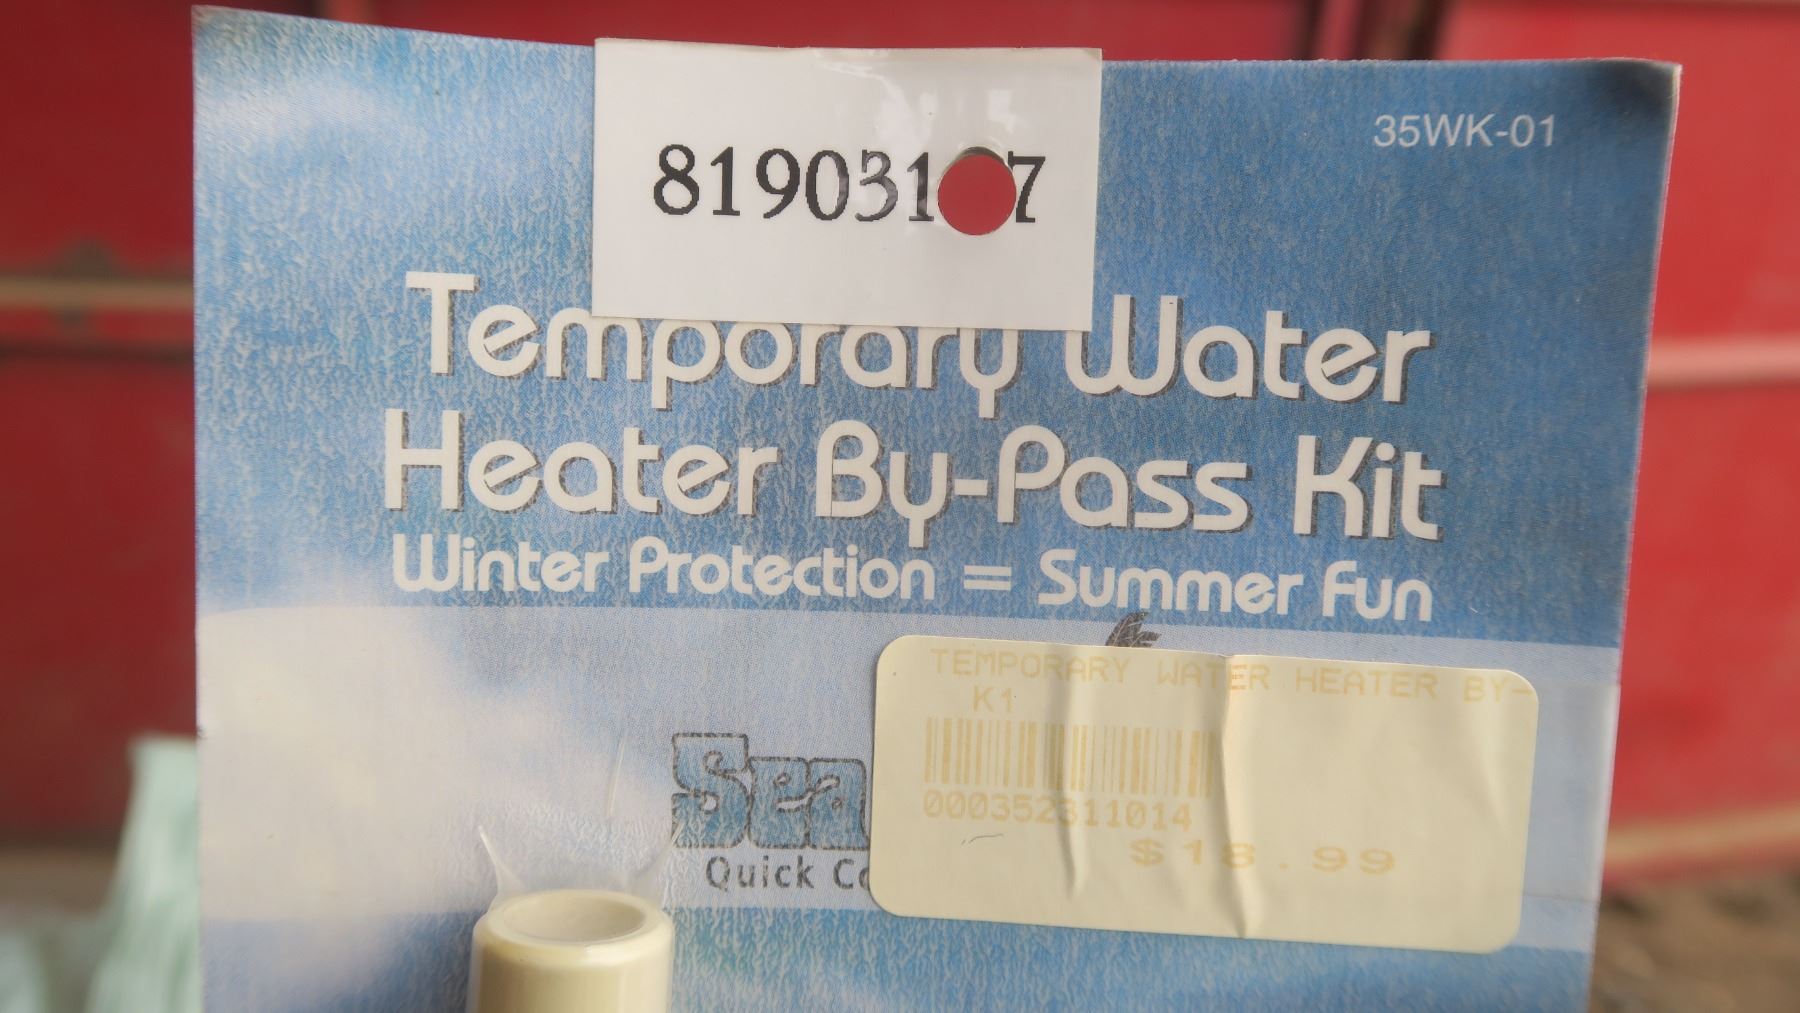 35WK-01
Temporary Water
Heater By-Pass Kit
Winter Protection = Summer Fun
TEMPORARY WATER HEATER BY-
K1
000352311014
$18.99
Sea
Quick